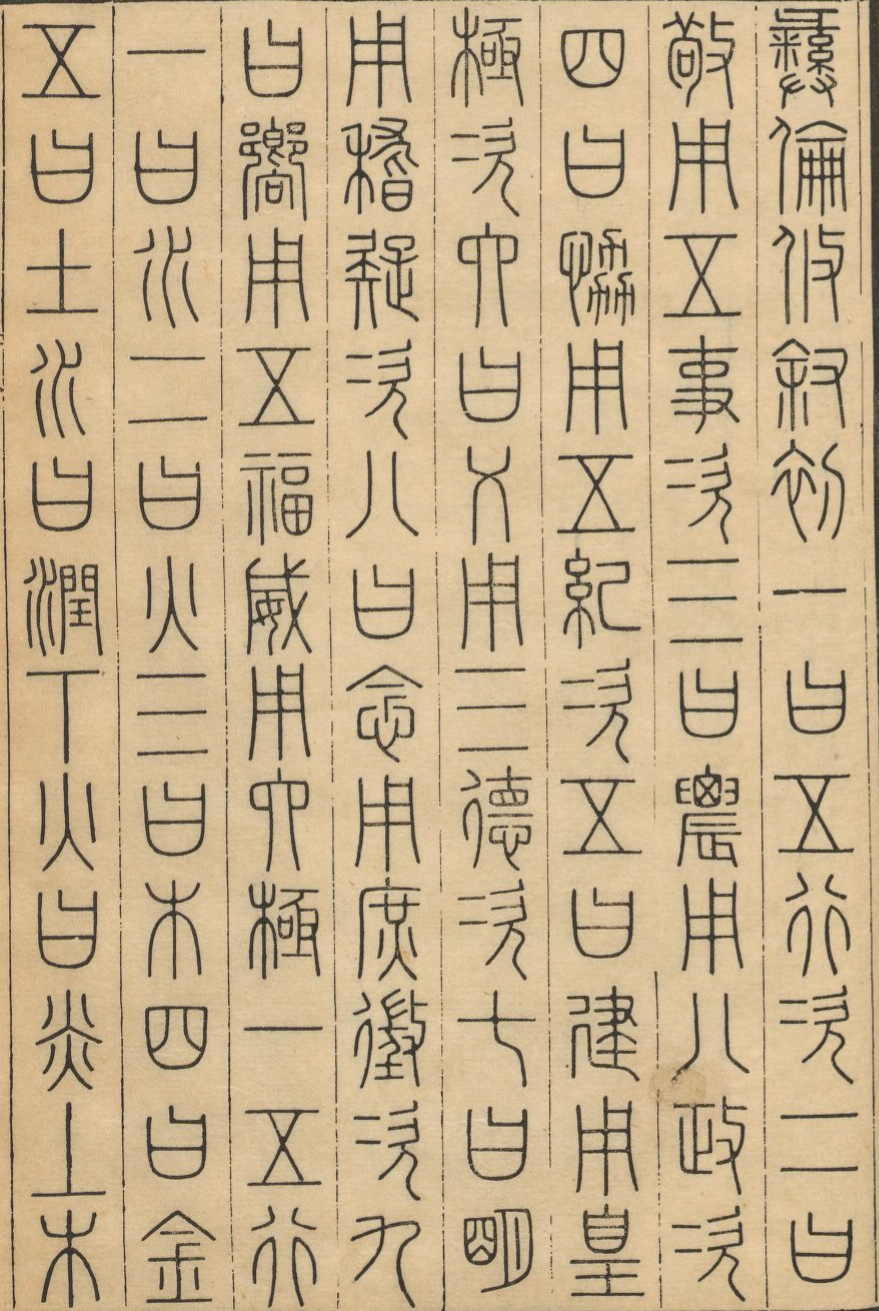 彝倫攸敘初一曰五行次二曰
敬用五事次三曰農用八政次
四曰協用五紀次五曰建用皇
極次六曰乂用三德次七曰明
用稽疑次八曰念用庶徵次九
曰嚮用五福威用六極一五行
一曰水二曰火三曰木四曰金
五曰土水曰潤下火曰炎上木